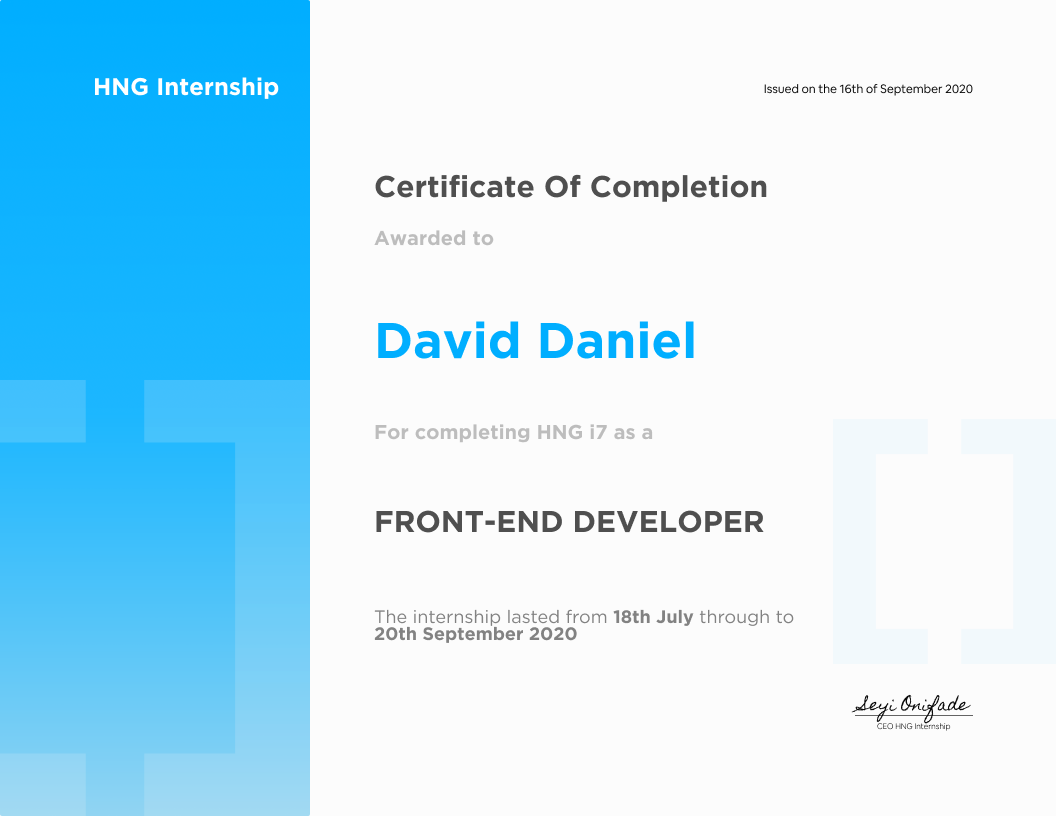 HNG Internship
Issued on the 16th of September 2020
Certificate Of Completion
Awarded to
David Daniel
For completing HNG i7 as a
FRONT-END DEVELOPER
The internship lasted from 18th July through to
20th September 2020
Seyi Onifade
CEO HNG Internship